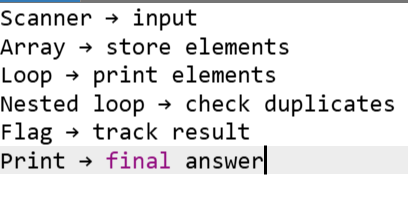 Scanner → input
Array → store elements
Loop → print elements
Nested loop → check duplicates
Flag → track result
Print → final answer